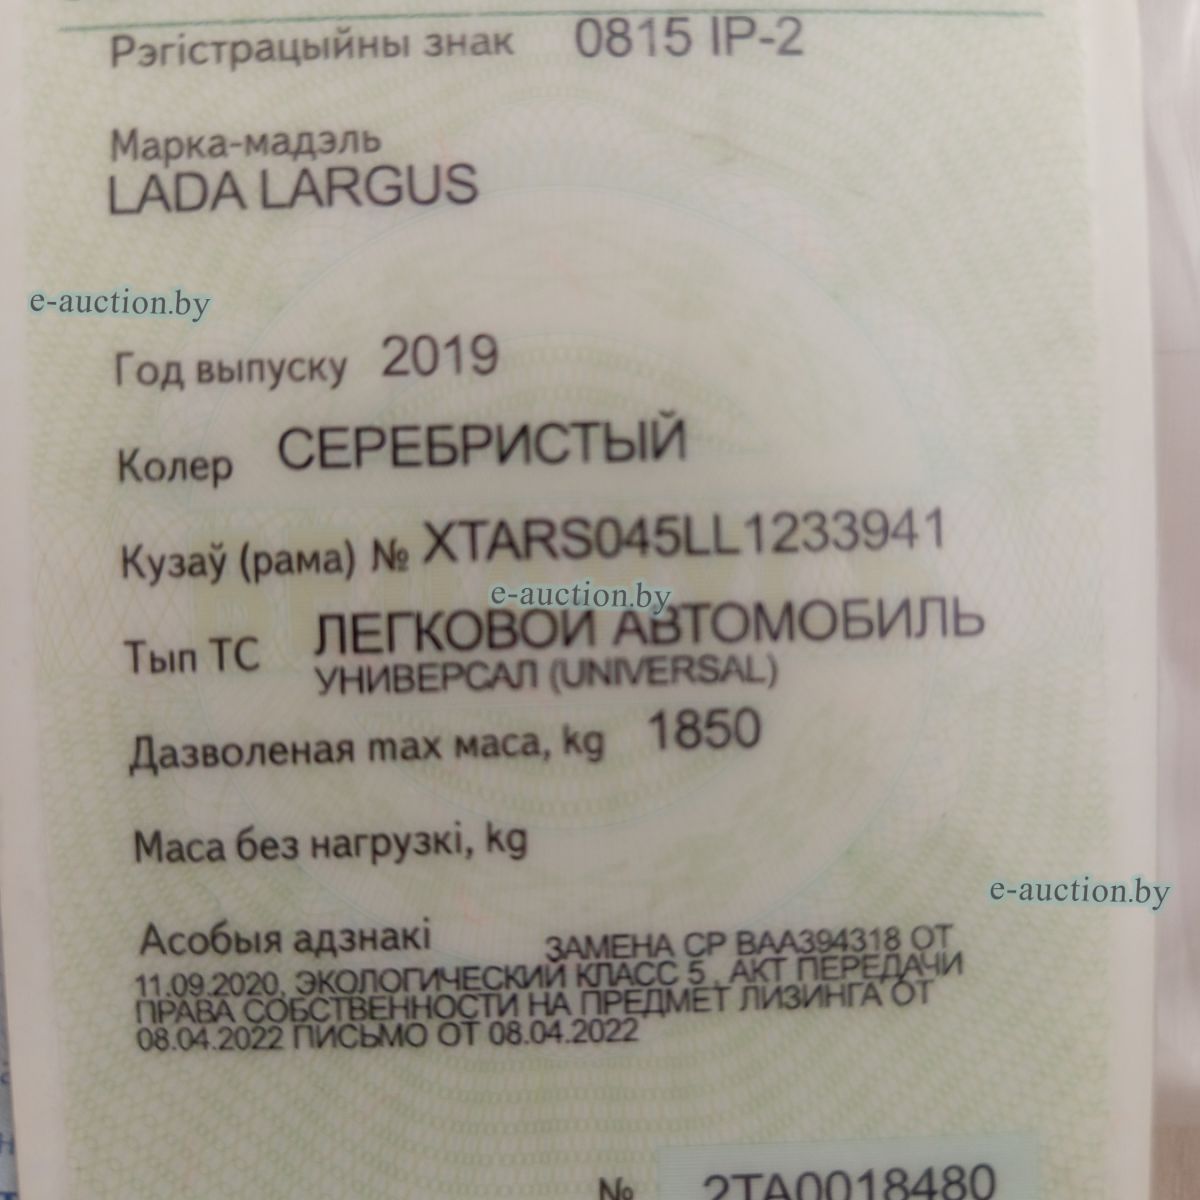 Рэгістрацыйны знак 0815 IP-2
Марка-мадэль
LADA LARGUS
e-auction.by
Год выпуску 2019
Колер СЕРЕБРИСТЫЙ
Кузаў (рама) № XTARS045LL1233941
e-auction.by
Тып ТС ЛЕГКОВОЙ АВТОМОБИЛЬ
УНИВЕРСАЛ (UNIVERSAL)
Дазволеная max маса, kg 1850
Маса без нагрузкі, kg
e-auction.by
Асобыя адзнакі ЗАМЕНА СР ВАА394318 ОТ
11.09.2020, ЭКОЛОГИЧЕСКИЙ КЛАСС 5 , АКТ ПЕРЕДАЧИ
ПРАВА СОБСТВЕННОСТИ НА ПРЕДМЕТ ЛИЗИНГА ОТ
08.04.2022 ПИСЬМО ОТ 08.04.2022
№ 2TA0018480